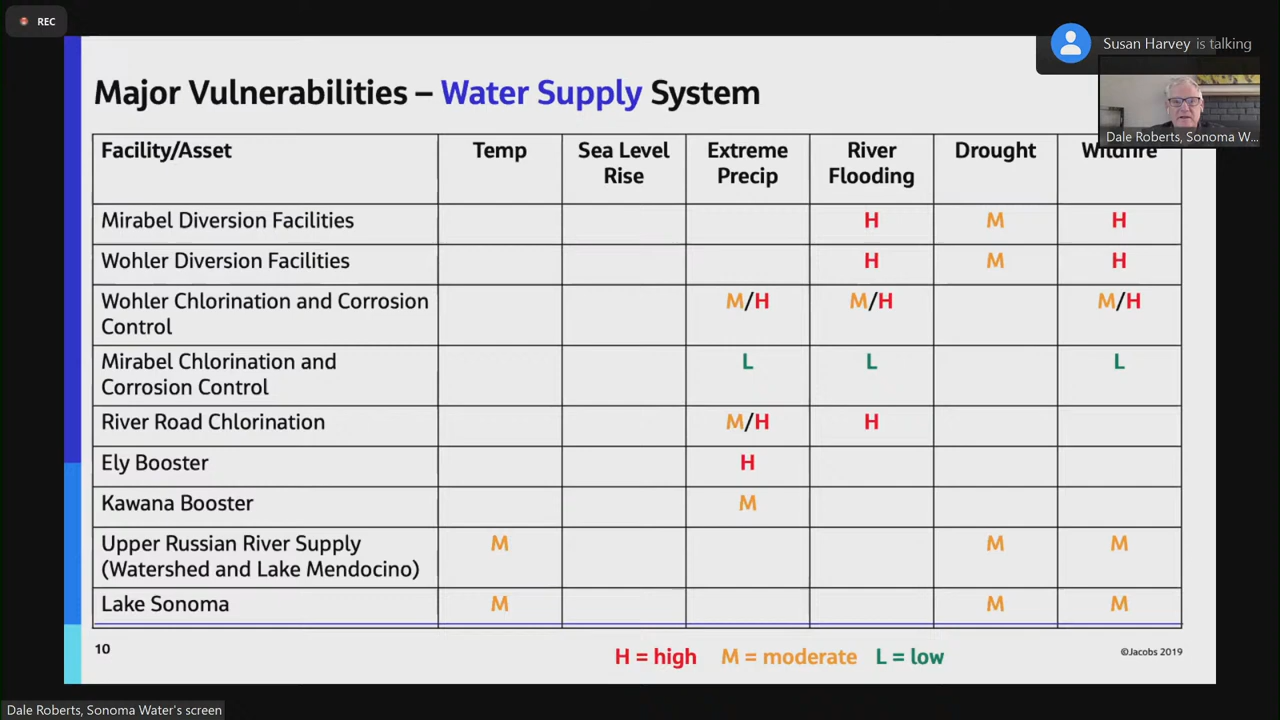 REC
Susan Harvey is talking
Dale Roberts, Sonoma W...
Major Vulnerabilities – Water Supply System
Facility/Asset Temp Sea Level Rise Extreme Precip River Flooding Drought Wildfire
Mirabel Diversion Facilities H M H
Wohler Diversion Facilities H M H
Wohler Chlorination and Corrosion
Control M/H M/H M/H
Mirabel Chlorination and
Corrosion Control L L L
River Road Chlorination M/H H
Ely Booster H
Kawana Booster M
Upper Russian River Supply
(Watershed and Lake Mendocino) M M M
Lake Sonoma M M M
10 H = high M = moderate L = low ©Jacobs 2019
Dale Roberts, Sonoma Water's screen